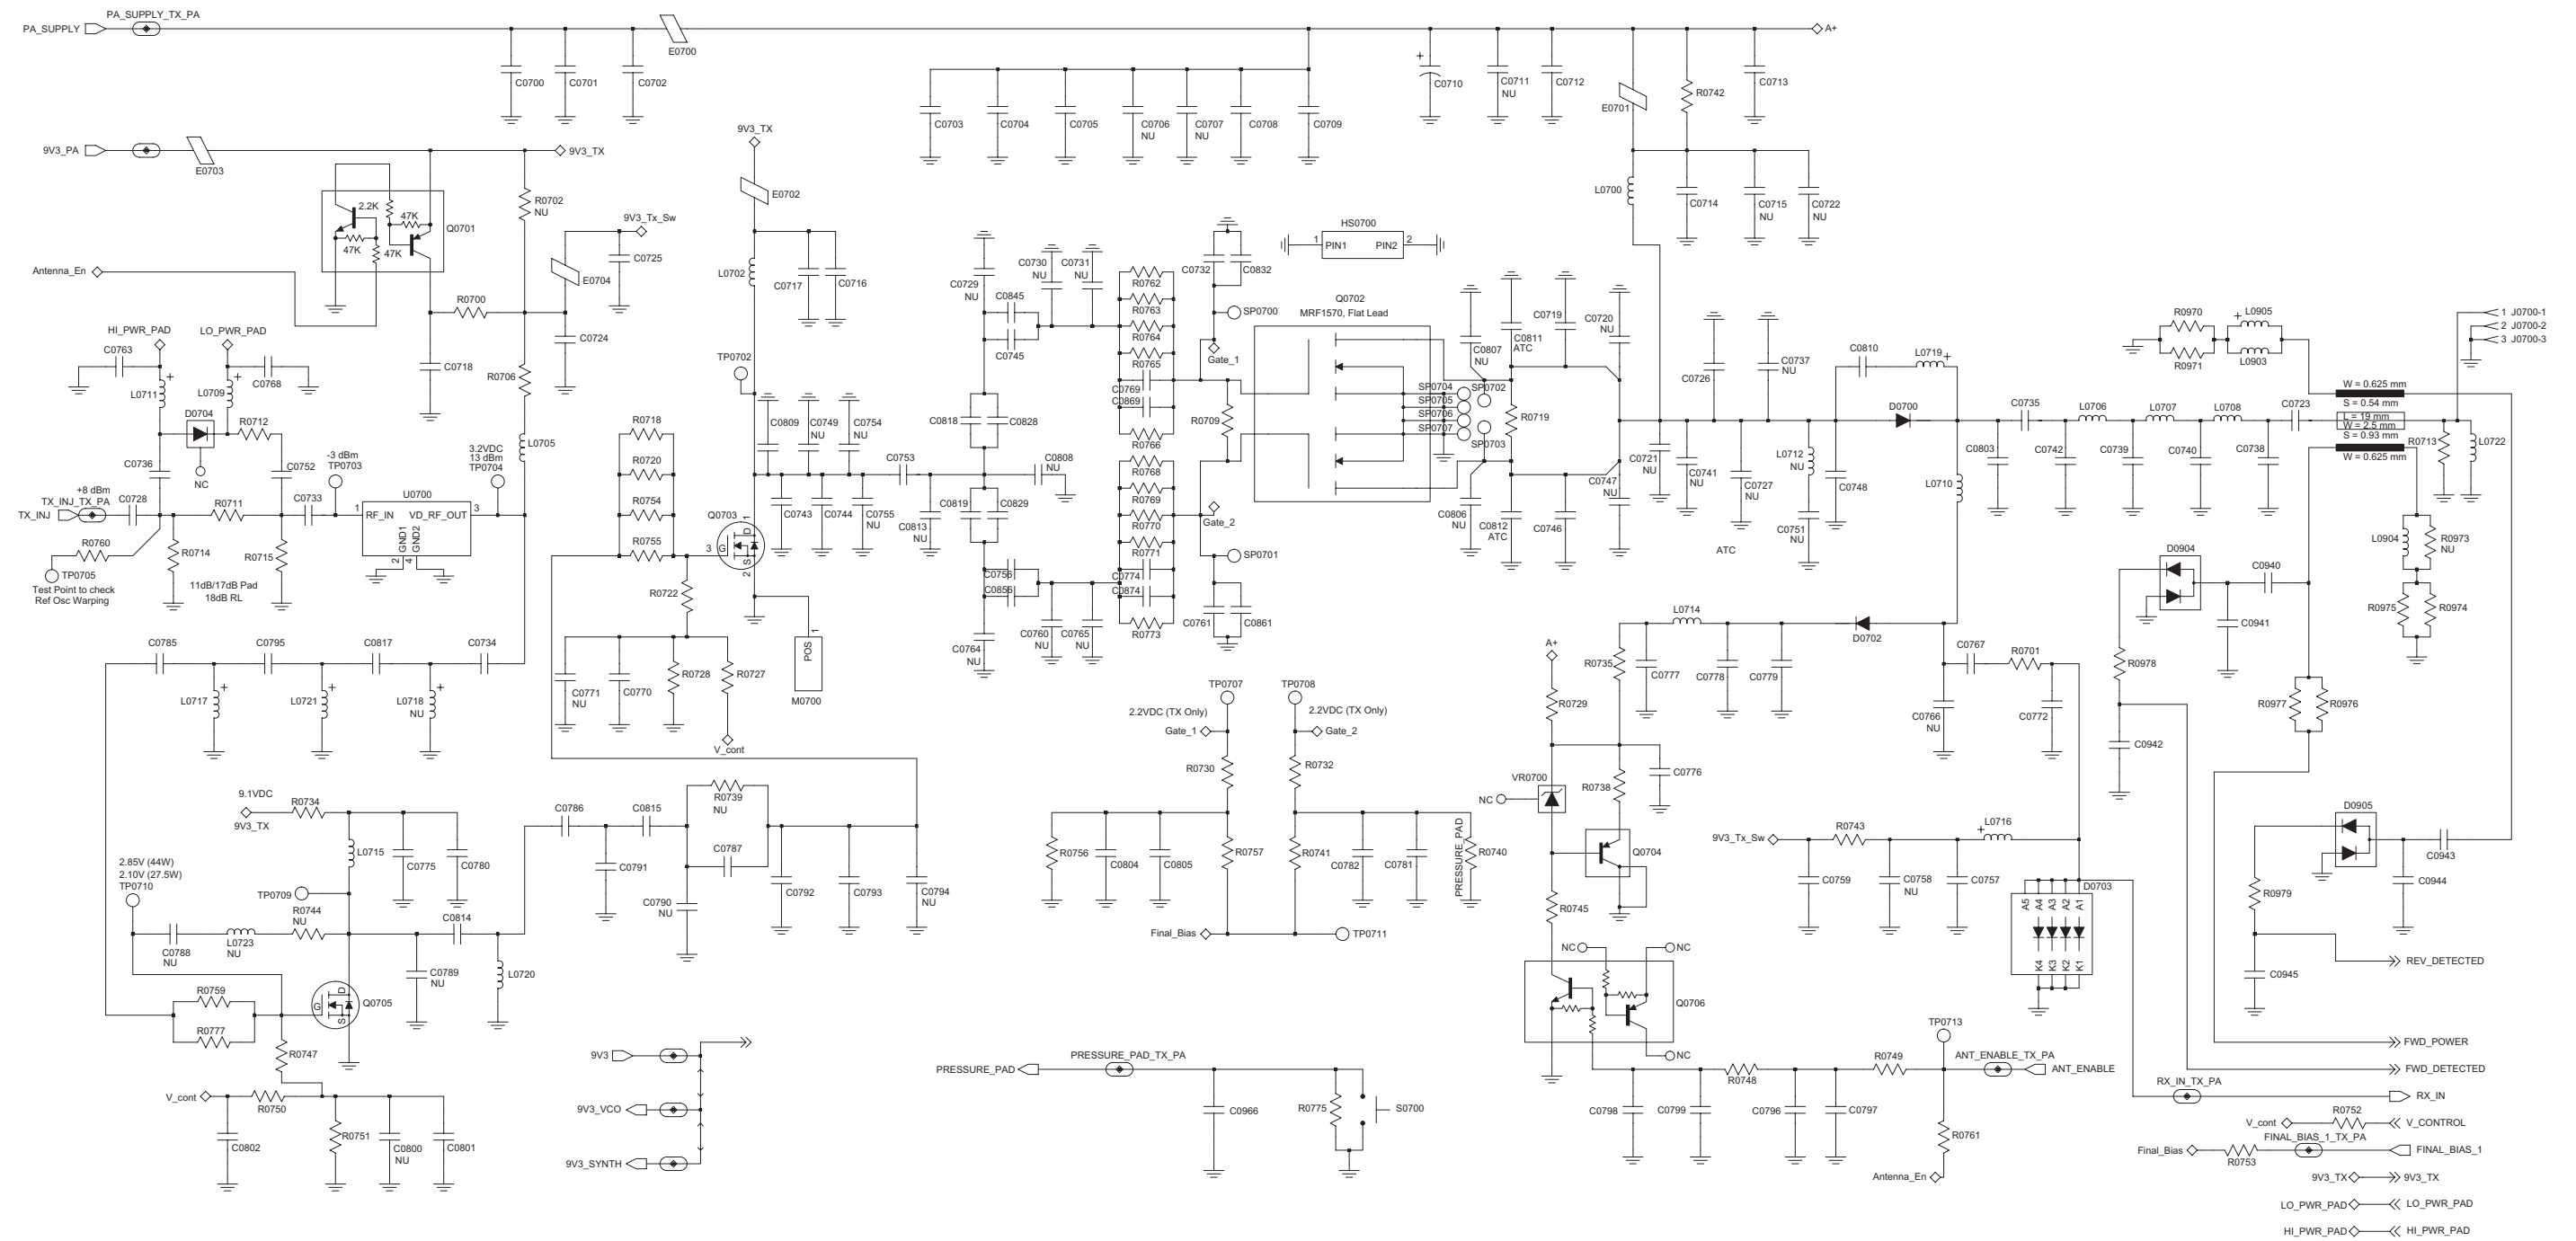 PA_SUPPLY_TX_PA
PA_SUPPLY
E0700
A+
C0700
C0701
C0702
C0703
C0704
C0705
C0706
NU
C0707
NU
C0708
C0709
C0710
C0711
NU
C0712
E0701
R0742
C0713
9V3_PA
E0703
9V3_TX
2.2K
47K
47K
47K
Q0701
R0702
NU
9V3_Tx_Sw
C0725
E0704
Antenna_En
R0700
C0724
C0718
R0706
9V3_TX
E0702
L0702
C0717
C0716
L0700
C0714
C0715
NU
C0722
NU
HI_PWR_PAD
LO_PWR_PAD
C0763
C0768
L0711
L0709
D0704
R0712
NC
C0736
C0752
+8 dBm
TX_INJ_TX_PA
TX_INJ
C0728
R0711
C0733
-3 dBm
TP0703
3.2VDC
13 dBm
TP0704
L0705
U0700
1
RF_IN
VD_RF_OUT
3
GND1
GND2
2
4
R0760
TP0705
Test Point to check
Ref Osc Warping
R0714
R0715
11dB/17dB Pad
18dB RL
TP0702
R0718
R0720
R0754
R0755
Q0703
1
D
3
G
S
2
R0722
C0809
C0749
NU
C0754
NU
C0743
C0744
C0755
NU
C0753
C0813
NU
C0729
NU
C0845
C0745
C0730
NU
C0731
NU
C0818
C0828
C0808
NU
C0819
C0829
C0756
C0856
C0764
NU
C0760
NU
C0765
NU
R0762
R0763
R0764
R0765
C0769
C0869
R0766
R0768
R0769
R0770
R0771
C0774
C0874
R0773
C0732
C0832
SP0700
Gate_1
R0709
Gate_2
SP0701
C0761
C0861
HS0700
1
PIN1
PIN2
2
Q0702
MRF1570, Flat Lead
SP0704
SP0705
SP0706
SP0707
SP0702
SP0703
C0807
NU
C0811
ATC
C0719
C0720
NU
R0719
C0806
NU
C0812
ATC
C0746
C0747
NU
C0721
NU
C0741
NU
C0726
C0737
NU
C0727
NU
ATC
L0712
NU
C0751
NU
C0748
C0810
L0719
D0700
L0710
C0735
C0803
L0706
C0742
L0707
C0739
L0708
C0740
C0738
C0723
R0970
R0971
L0905
L0903
W = 0.625 mm
S = 0.54 mm
L = 19 mm
W = 2.5 mm
S = 0.93 mm
W = 0.625 mm
R0713
L0722
1 J0700-1
2 J0700-2
3 J0700-3
L0904
R0973
NU
R0975
R0974
D0904
C0940
C0941
R0978
C0942
R0977
R0976
C0785
C0795
C0817
C0734
L0717
L0721
L0718
NU
C0771
NU
C0770
R0728
R0727
V_cont
POS
1
M0700
TP0707
TP0708
2.2VDC (TX Only)
2.2VDC (TX Only)
Gate_1
Gate_2
R0730
R0732
R0756
C0804
C0805
R0757
R0741
C0782
C0781
PRESSURE_PAD
R0740
Final_Bias
TP0711
A+
R0729
R0735
L0714
C0777
C0778
C0779
D0702
C0767
R0701
C0766
NU
C0772
VR0700
NC
R0738
C0776
Q0704
R0745
NC
NC
Q0706
NC
9V3_Tx_Sw
R0743
L0716
C0759
C0758
NU
C0757
D0703
A5
A4
A3
A2
A1
K4
K3
K2
K1
D0905
C0943
C0944
R0979
C0945
REV_DETECTED
9.1VDC
R0734
9V3_TX
2.85V (44W)
2.10V (27.5W)
TP0710
L0715
C0775
C0780
TP0709
R0744
NU
C0814
C0788
NU
L0723
NU
C0789
NU
L0720
R0759
R0777
D
G
S
Q0705
R0747
V_cont
R0750
C0802
R0751
C0800
NU
C0801
C0786
C0791
C0815
R0739
NU
C0787
C0790
NU
C0792
C0793
C0794
NU
9V3
9V3_VCO
9V3_SYNTH
PRESSURE_PAD_TX_PA
PRESSURE_PAD
C0966
R0775
S0700
C0798
C0799
R0748
C0796
C0797
R0749
TP0713
ANT_ENABLE_TX_PA
ANT_ENABLE
R0761
Antenna_En
FWD_POWER
FWD_DETECTED
RX_IN_TX_PA
RX_IN
V_cont
R0752
V_CONTROL
Final_Bias
R0753
FINAL_BIAS_1_TX_PA
FINAL_BIAS_1
9V3_TX
9V3_TX
LO_PWR_PAD
LO_PWR_PAD
HI_PWR_PAD
HI_PWR_PAD